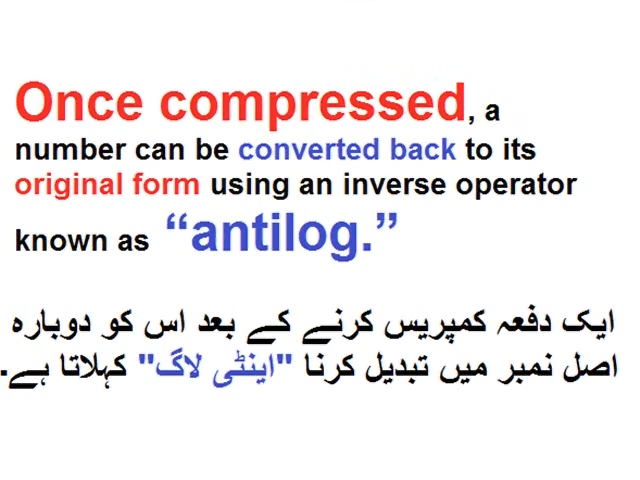 Once compressed, a
number can be converted back to its
original form using an inverse operator
known as “antilog.”
ایک دفعہ کمپریس کرنے کے بعد اس کو دوبارہ
اصل نمبر میں تبدیل کرنا "اینٹی لاگ" کہلاتا ہے۔